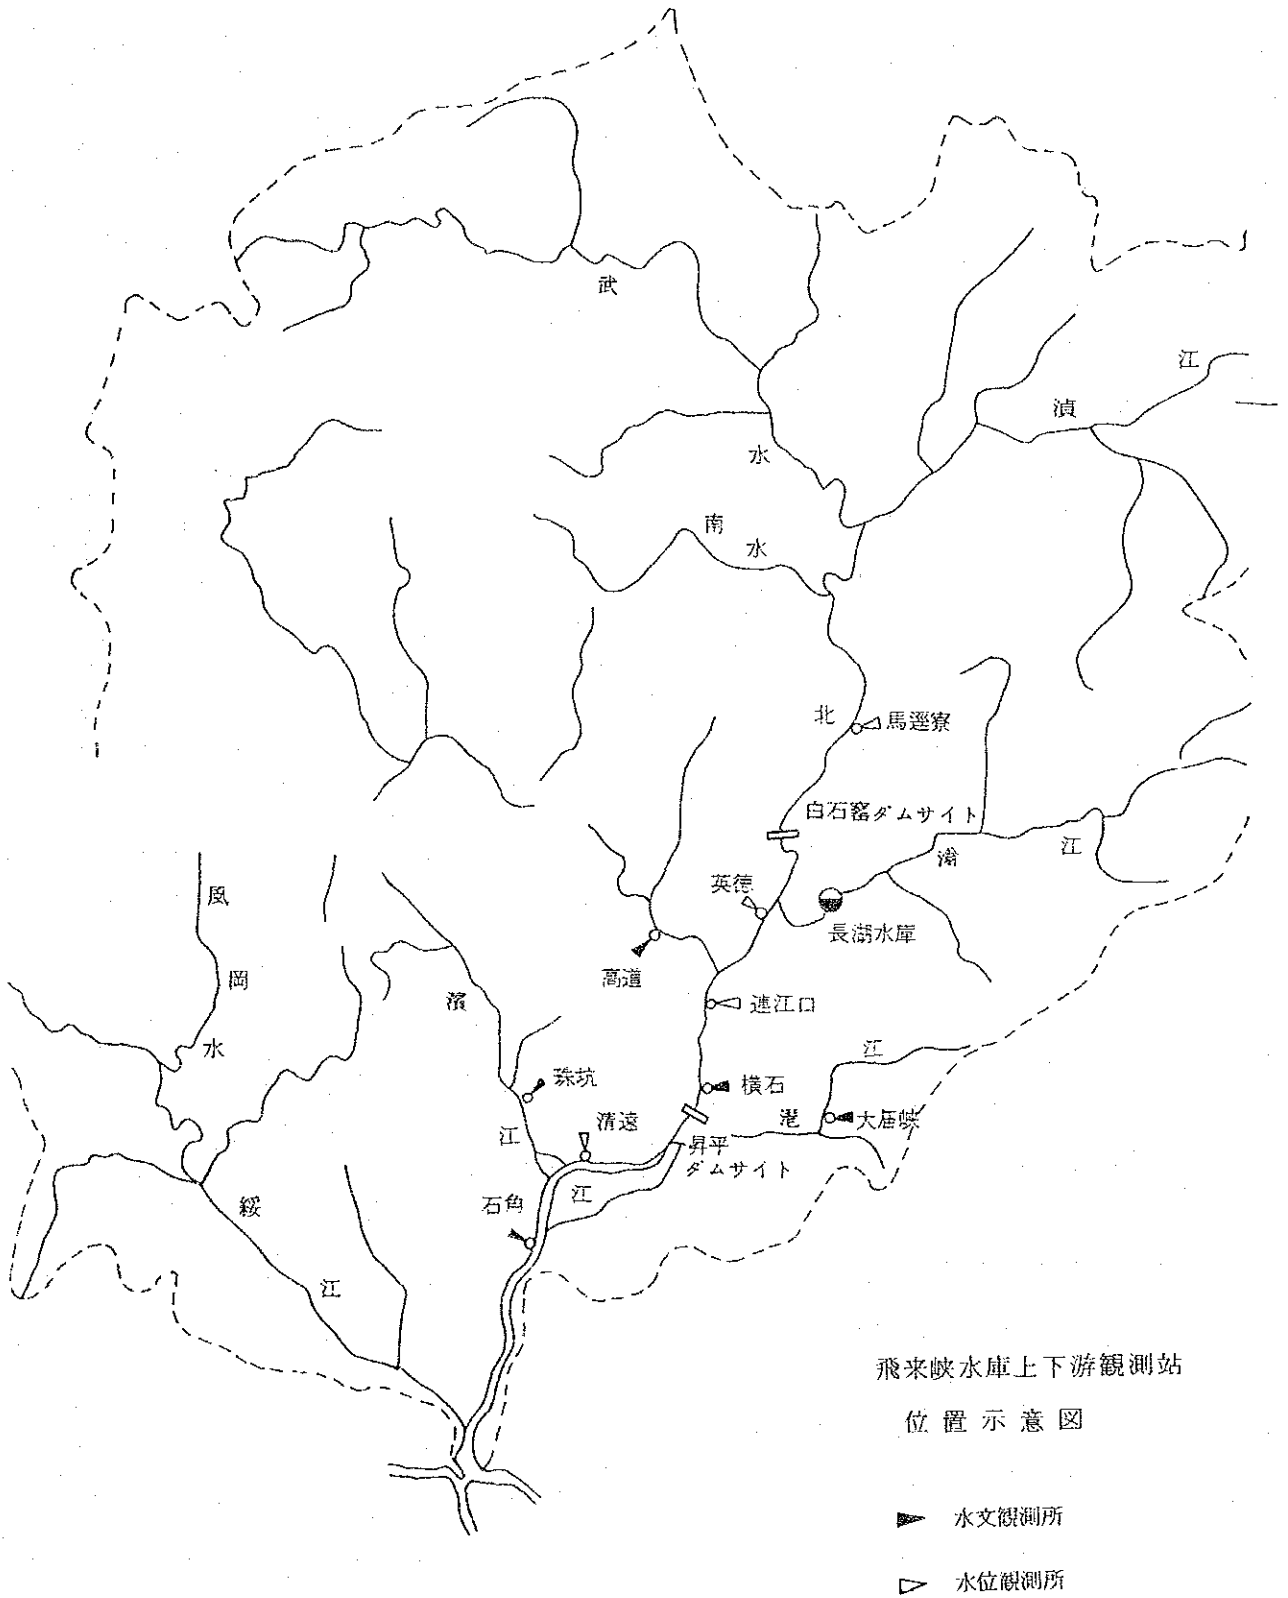 武
江
湞
水
南
水
北
馬逕寮
白石窰ダムサイト
滃
江
英徳
長湖水庫
凰
岡
水
高道
連江口
濱
江
珠坑
横石
江
港
大庙峡
清遠
江
昇平
ダムサイト
石角
綏
江
飛来峡水庫上下游観測站
位置示意図
水文観測所
水位観測所